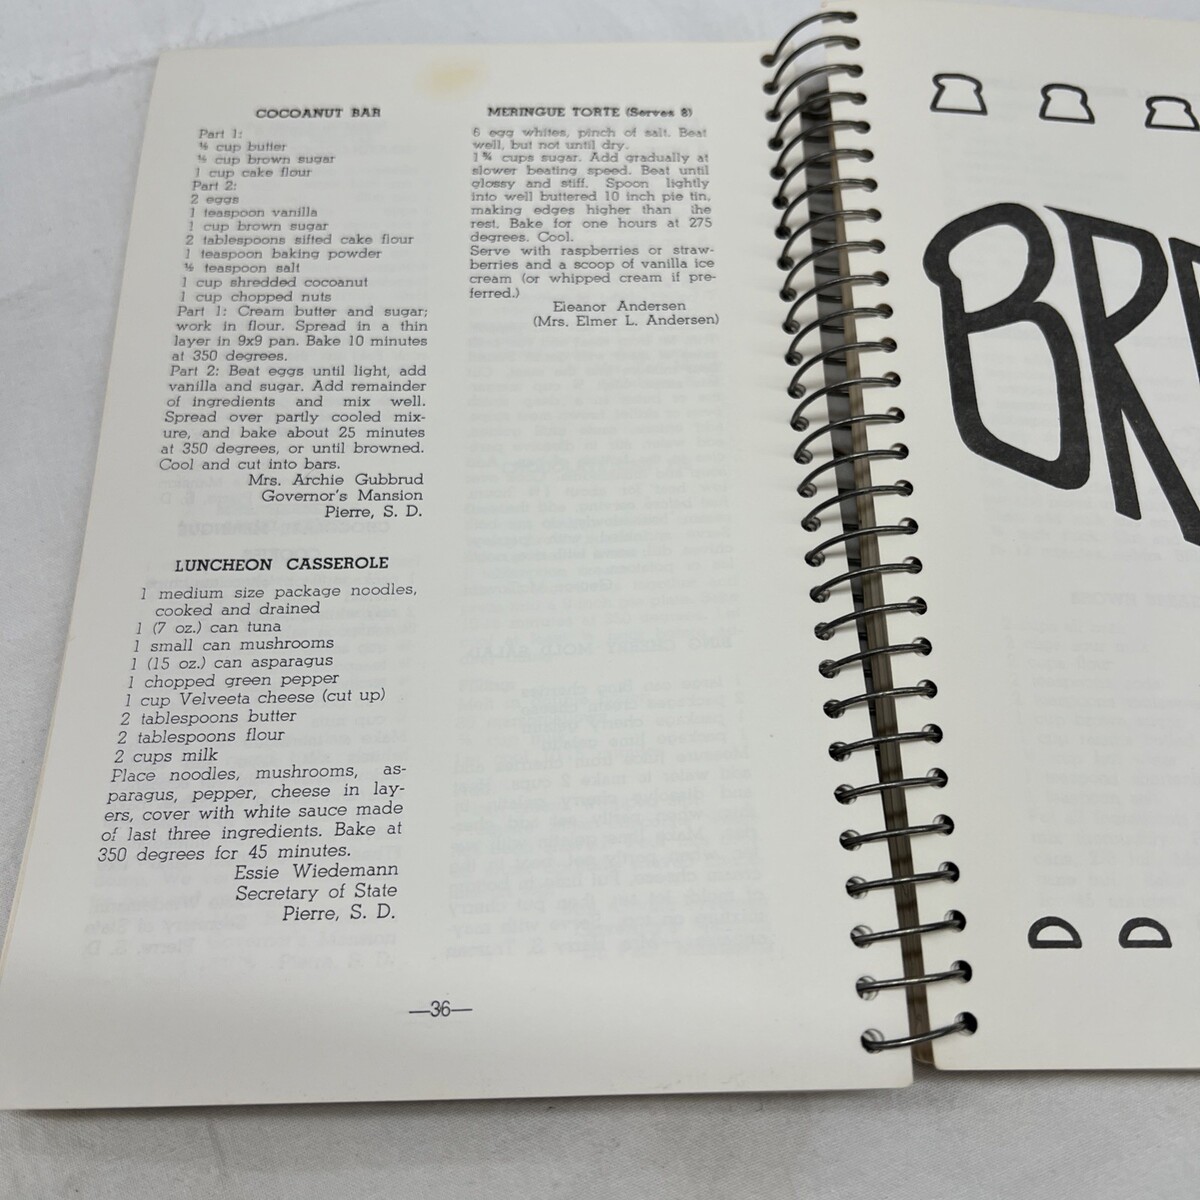 COCOANUT BAR
Part 1:
½ cup butter
½ cup brown sugar
1 cup cake flour
Part 2:
2 eggs
1 teaspoon vanilla
1 cup brown sugar
2 tablespoons sifted cake flour
1 teaspoon baking powder
½ teaspoon salt
1 cup shredded cocoanut
1 cup chopped nuts
Part 1: Cream butter and sugar;
work in flour. Spread in a thin
layer in 9x9 pan. Bake 10 minutes
at 350 degrees.
Part 2: Beat eggs until light, add
vanilla and sugar. Add remainder
of ingredients and mix well.
Spread over partly cooled mix-
ure, and bake about 25 minutes
at 350 degrees, or until browned.
Cool and cut into bars.
Mrs. Archie Gubbrud
Governor's Mansion
Pierre, S. D.
LUNCHEON CASSEROLE
1 medium size package noodles,
cooked and drained
1 (7 oz.) can tuna
1 small can mushrooms
1 (15 oz.) can asparagus
1 chopped green pepper
1 cup Velveeta cheese (cut up)
2 tablespoons butter
2 tablespoons flour
2 cups milk
Place noodles, mushrooms, as-
paragus, pepper, cheese in lay-
ers, cover with white sauce made
of last three ingredients. Bake at
350 degrees for 45 minutes.
Essie Wiedemann
Secretary of State
Pierre, S. D.
MERINGUE TORTE (Serves 8)
6 egg whites, pinch of salt. Beat
well, but not until dry.
1¾ cups sugar. Add gradually at
slower beating speed. Beat until
glossy and stiff. Spoon lightly
into well buttered 10 inch pie tin,
making edges higher than the
rest. Bake for one hours at 275
degrees. Cool.
Serve with raspberries or straw-
berries and a scoop of vanilla ice
cream (or whipped cream if pre-
ferred.)
Eleanor Andersen
(Mrs. Elmer L. Andersen)
—36—
BR